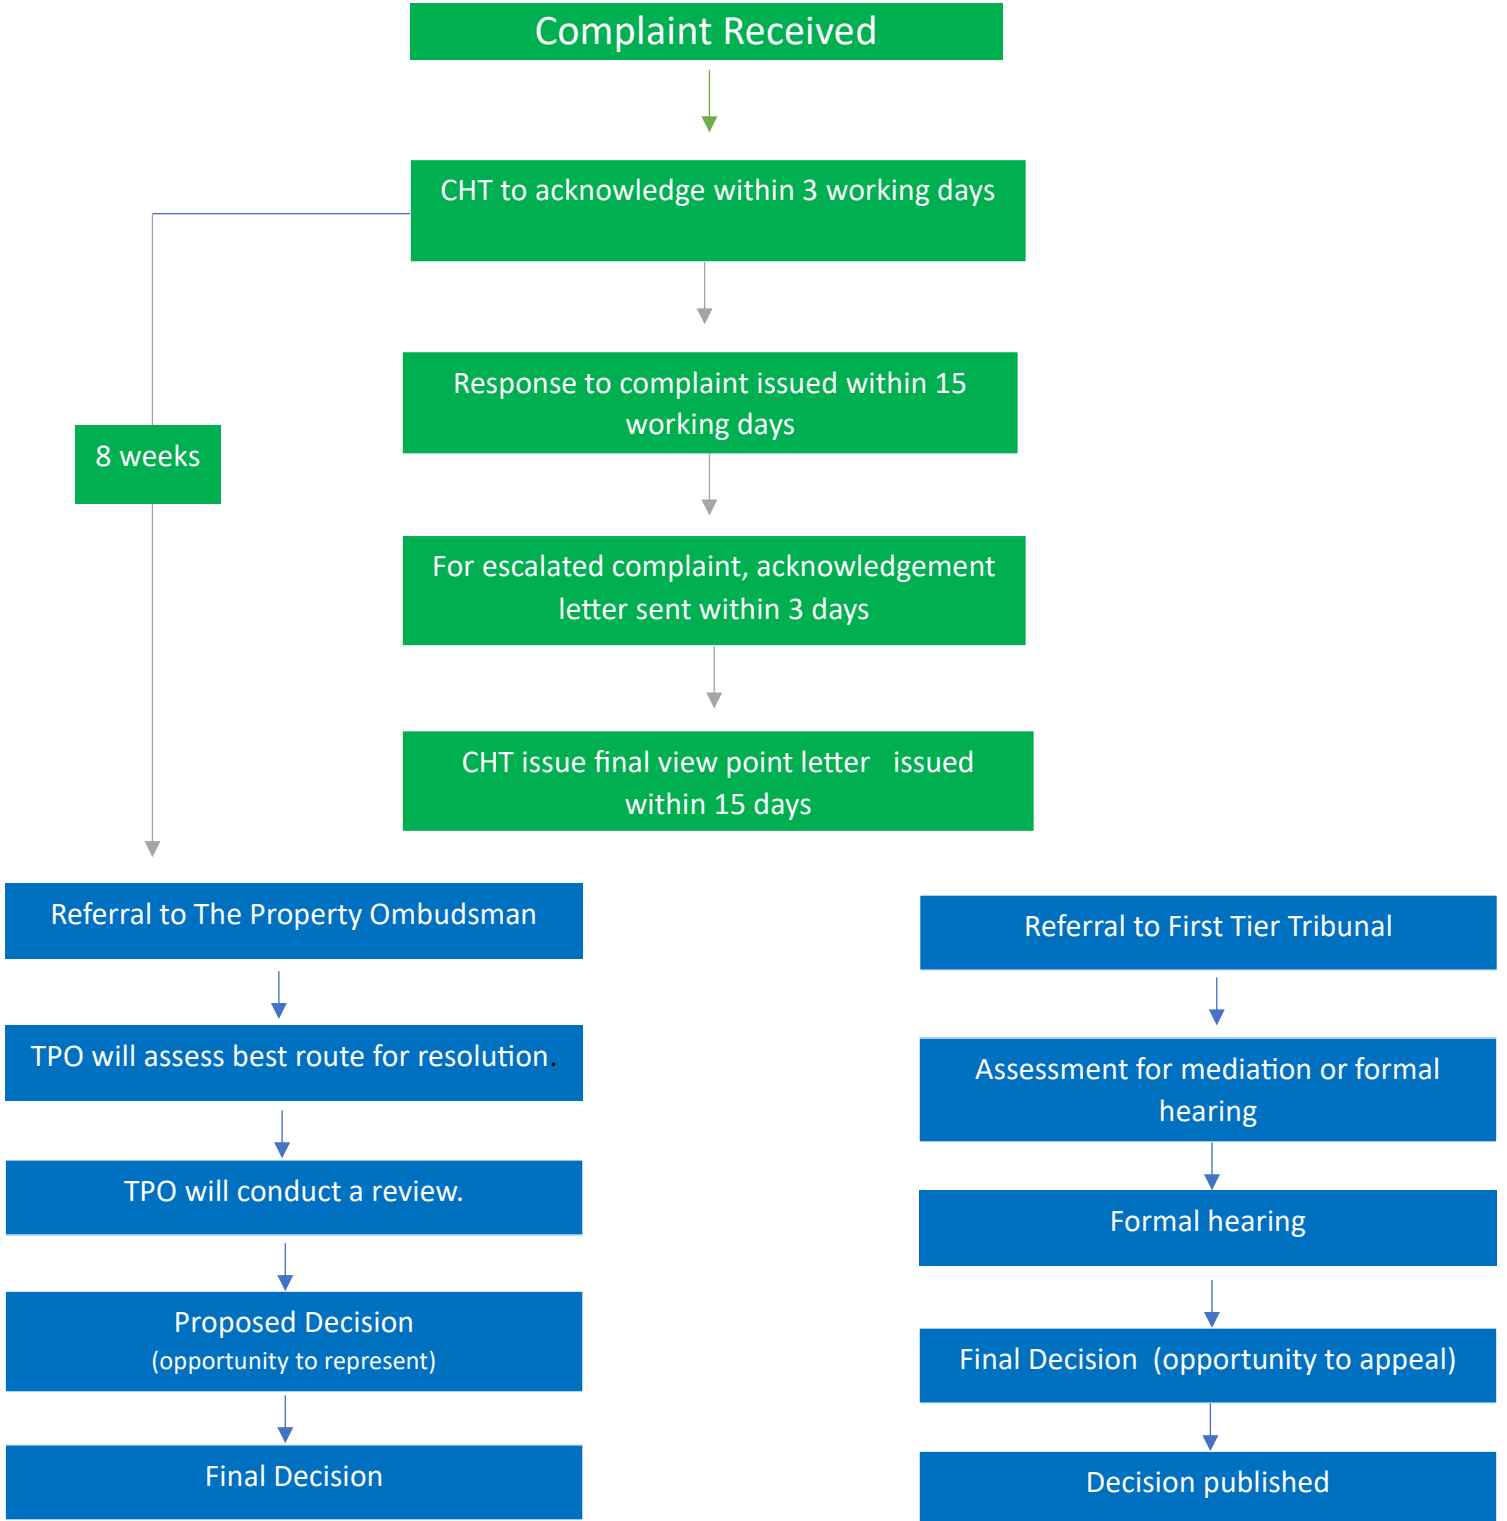 Complaint Received
CHT to acknowledge within 3 working days
Response to complaint issued within 15
working days
8 weeks
For escalated complaint, acknowledgement
letter sent within 3 days
CHT issue final view point letter   issued
within 15 days
Referral to The Property Ombudsman
TPO will assess best route for resolution.
TPO will conduct a review.
Proposed Decision
(opportunity to represent)
Final Decision
Referral to First Tier Tribunal
Assessment for mediation or formal
hearing
Formal hearing
Final Decision  (opportunity to appeal)
Decision published